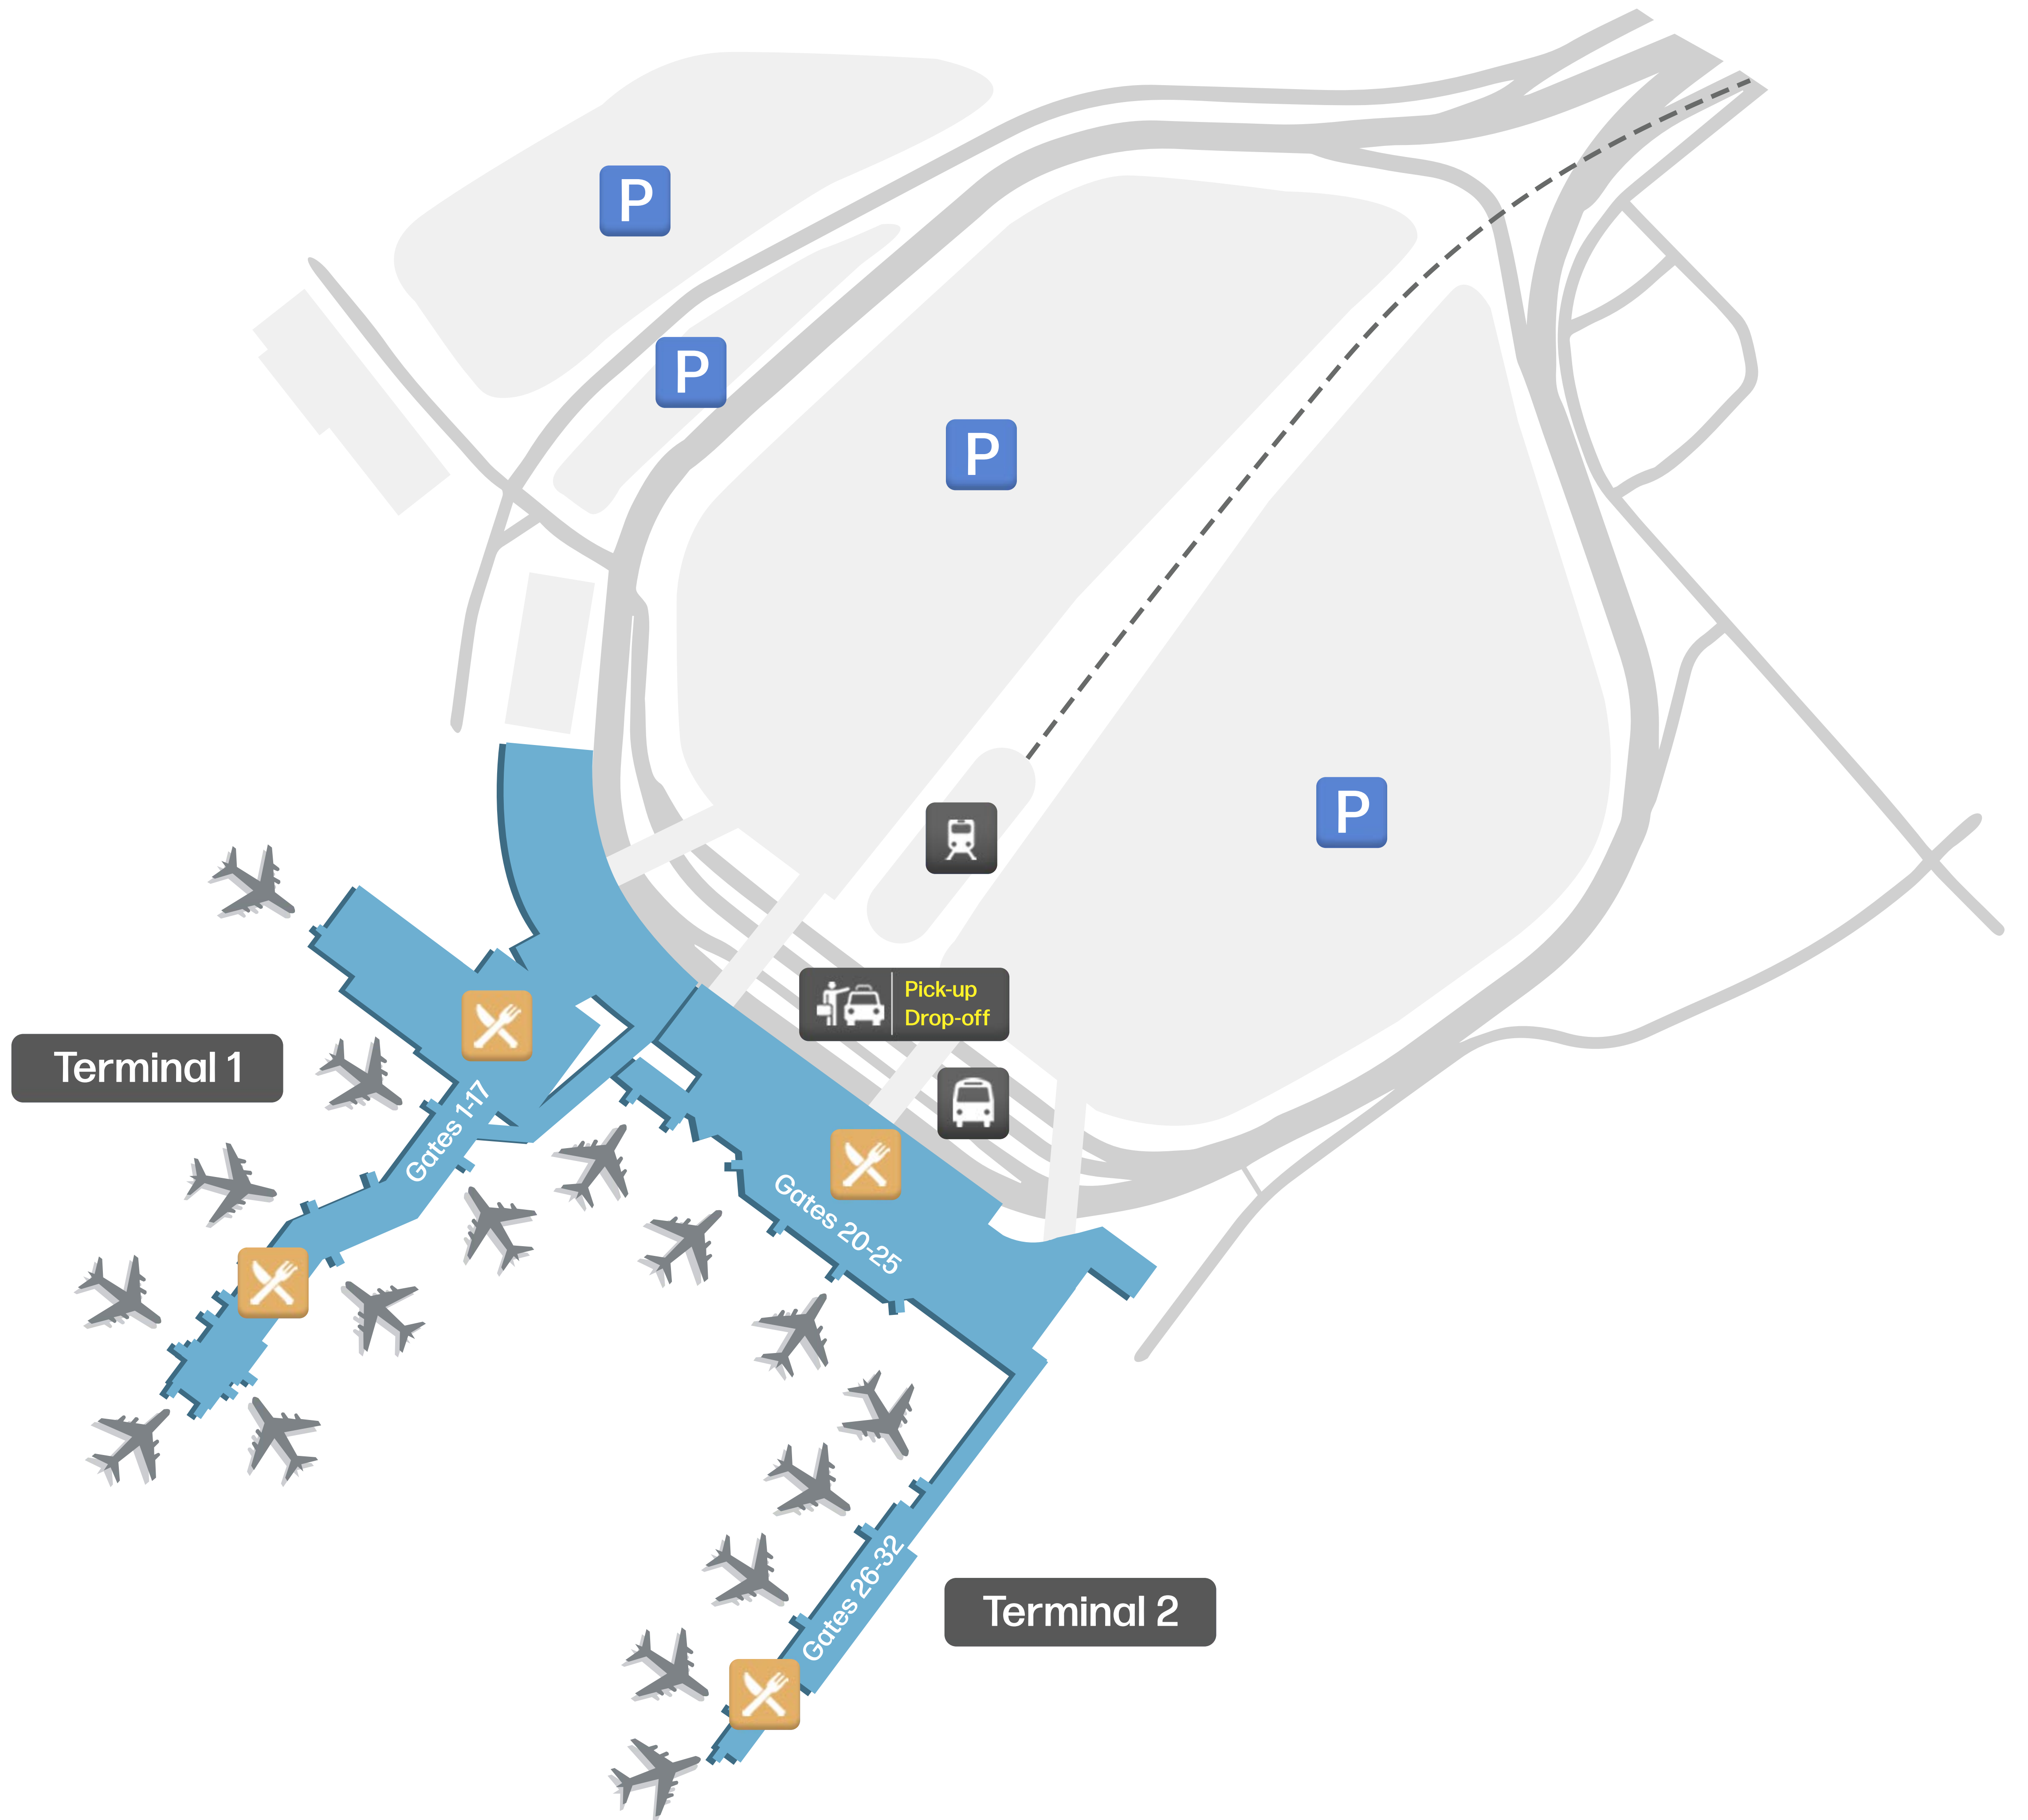 P
P
P
P
Pick-up
Drop-off
Terminal 1
Gates 1-17
Gates 20-25
Gates 26-32
Terminal 2